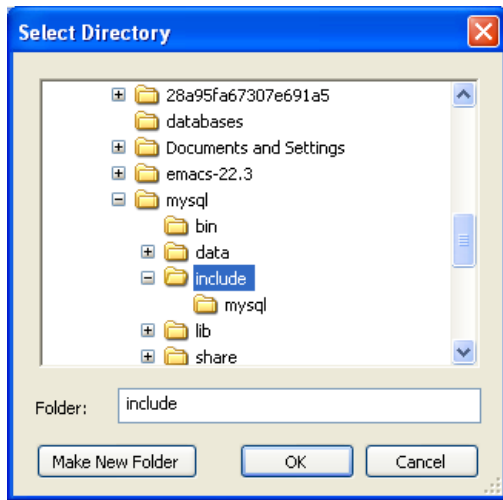 Select Directory
28a95fa67307e691a5
databases
Documents and Settings
emacs-22.3
mysql
bin
data
include
mysql
lib
share
Folder: include
Make New Folder OK Cancel